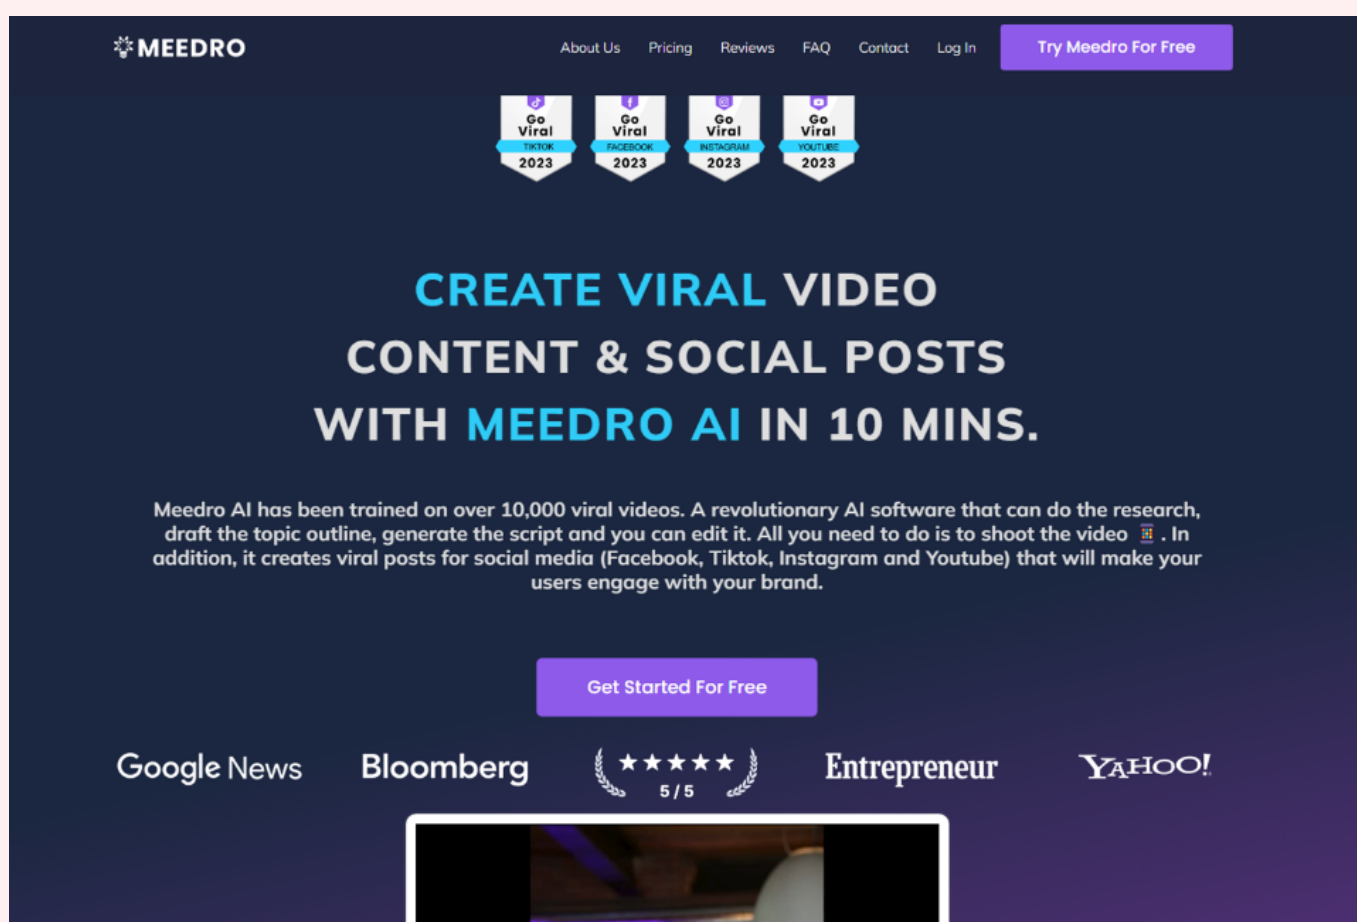 MEEDRO
About Us Pricing Reviews FAQ Contact Log In Try Meedro For Free
Go Viral TIKTOK 2023
Go Viral FACEBOOK 2023
Go Viral INSTAGRAM 2023
Go Viral YOUTUBE 2023
CREATE VIRAL VIDEO
CONTENT & SOCIAL POSTS
WITH MEEDRO AI IN 10 MINS.
Meedro AI has been trained on over 10,000 viral videos. A revolutionary AI software that can do the research,
draft the topic outline, generate the script and you can edit it. All you need to do is to shoot the video 📱 . In
addition, it creates viral posts for social media (Facebook, Tiktok, Instagram and Youtube) that will make your
users engage with your brand.
Get Started For Free
Google News Bloomberg ★★★★★ Entrepreneur YAHOO!
5/5